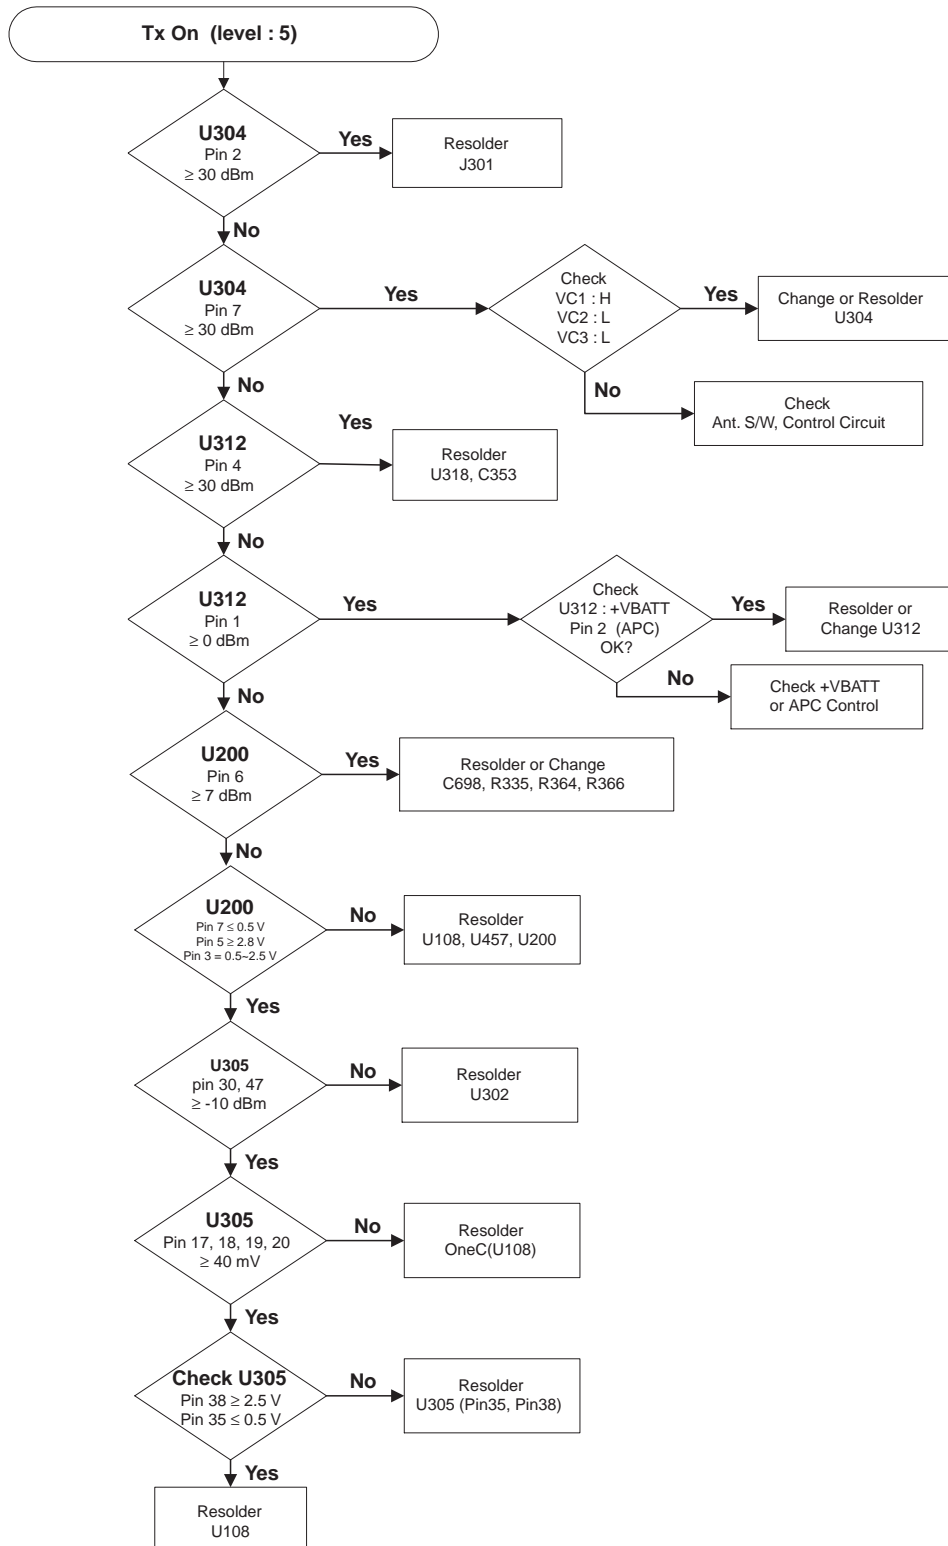 Tx On (level : 5)
U304
Pin 2
≥ 30 dBm
Yes
Resolder
J301
No
U304
Pin 7
≥ 30 dBm
Yes
Check
VC1 : H
VC2 : L
VC3 : L
Yes
Change or Resolder
U304
No
Check
Ant. S/W, Control Circuit
No
U312
Pin 4
≥ 30 dBm
Yes
Resolder
U318, C353
No
U312
Pin 1
≥ 0 dBm
Yes
Check
U312 : +VBATT
Pin 2 (APC)
OK?
Yes
Resolder or
Change U312
No
Check +VBATT
or APC Control
No
U200
Pin 6
≥ 7 dBm
Yes
Resolder or Change
C698, R335, R364, R366
No
U200
Pin 7 ≤ 0.5 V
Pin 5 ≥ 2.8 V
Pin 3 = 0.5~2.5 V
No
Resolder
U108, U457, U200
Yes
U305
pin 30, 47
≥ -10 dBm
No
Resolder
U302
Yes
U305
Pin 17, 18, 19, 20
≥ 40 mV
No
Resolder
OneC(U108)
Yes
Check U305
Pin 38 ≥ 2.5 V
Pin 35 ≤ 0.5 V
No
Resolder
U305 (Pin35, Pin38)
Yes
Resolder
U108